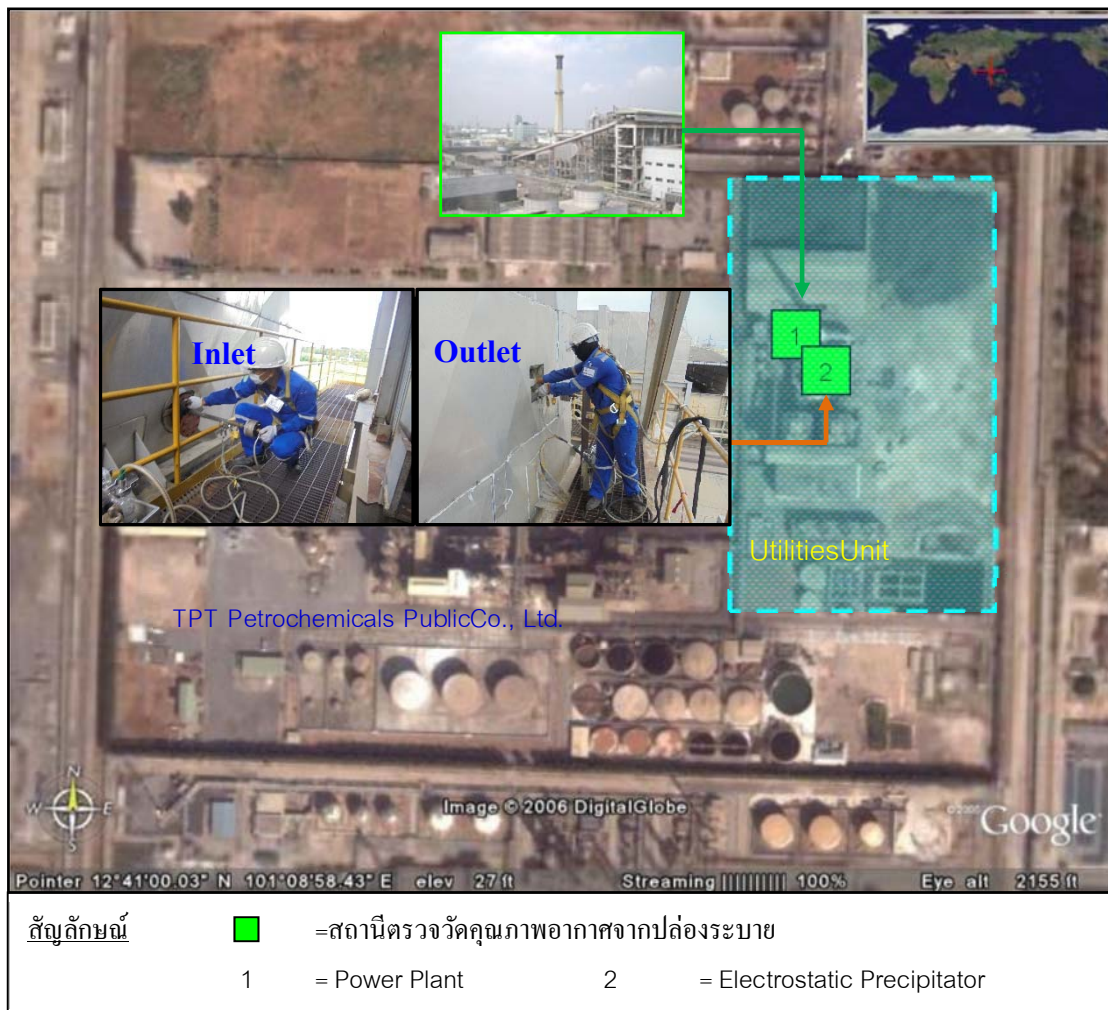 Inlet
Outlet
1
2
UtilitiesUnit
TPT Petrochemicals PublicCo., Ltd.
N
W E
S
Image © 2006 DigitalGlobe
©2005 Google
Pointer 12°41'00.03" N 101°08'58.43" E elev 27 ft Streaming |||||||||| 100% Eye alt 2155 ft
สัญลักษณ์ =สถานีตรวจวัดคุณภาพอากาศจากปล่องระบาย
1 = Power Plant 2 = Electrostatic Precipitator